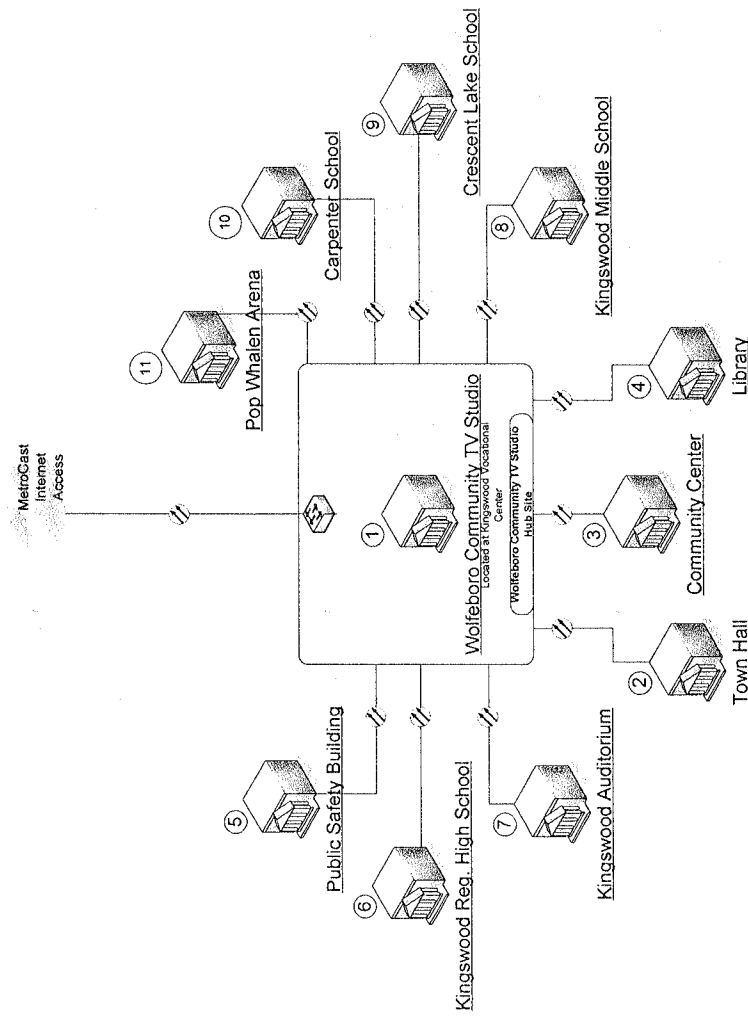 MetroCast
Internet
Access
11
Pop Whalen Arena
10
Carpenter School
9
Crescent Lake School
5
Public Safety Building
6
Kingswood Reg. High School
1
Wolfeboro Community TV Studio
Located at Kingswood Vocational
Center
Wolfeboro Community TV Studio
Hub Site
7
Kingswood Auditorium
8
Kingswood Middle School
2
Town Hall
3
Community Center
4
Library